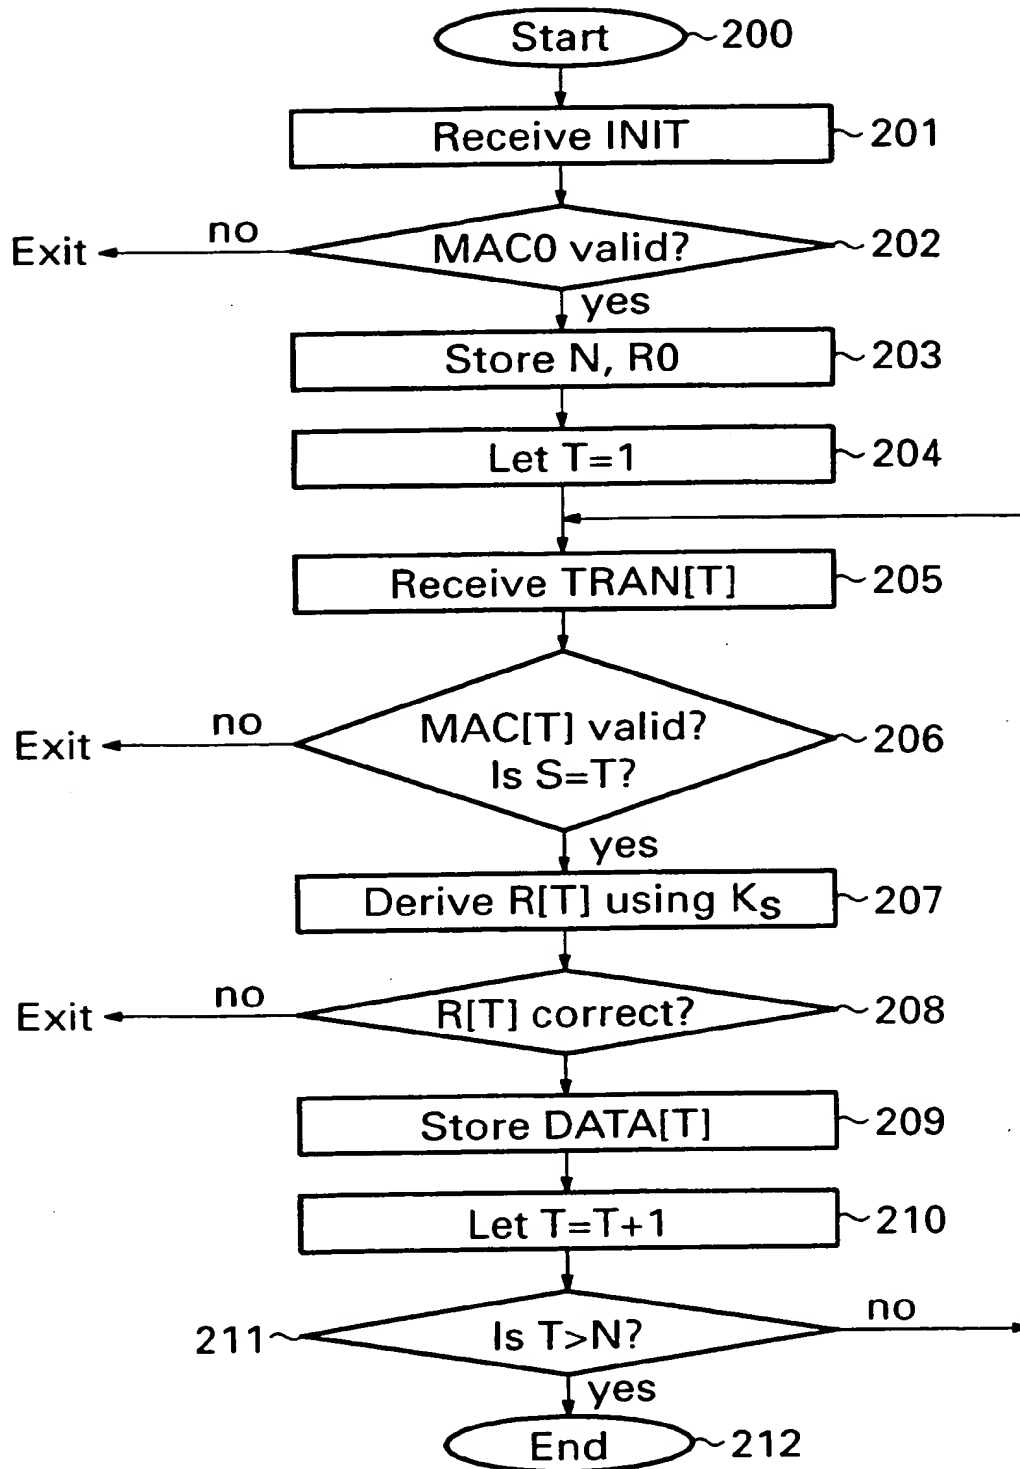 Start 200
Receive INIT 201
Exit no MAC0 valid? 202
yes
Store N, R0 203
Let T=1 204
Receive TRAN[T] 205
Exit no MAC[T] valid? 206
Is S=T?
yes
Derive R[T] using KS 207
Exit no R[T] correct? 208
Store DATA[T] 209
Let T=T+1 210
211 Is T>N? no
yes
End 212